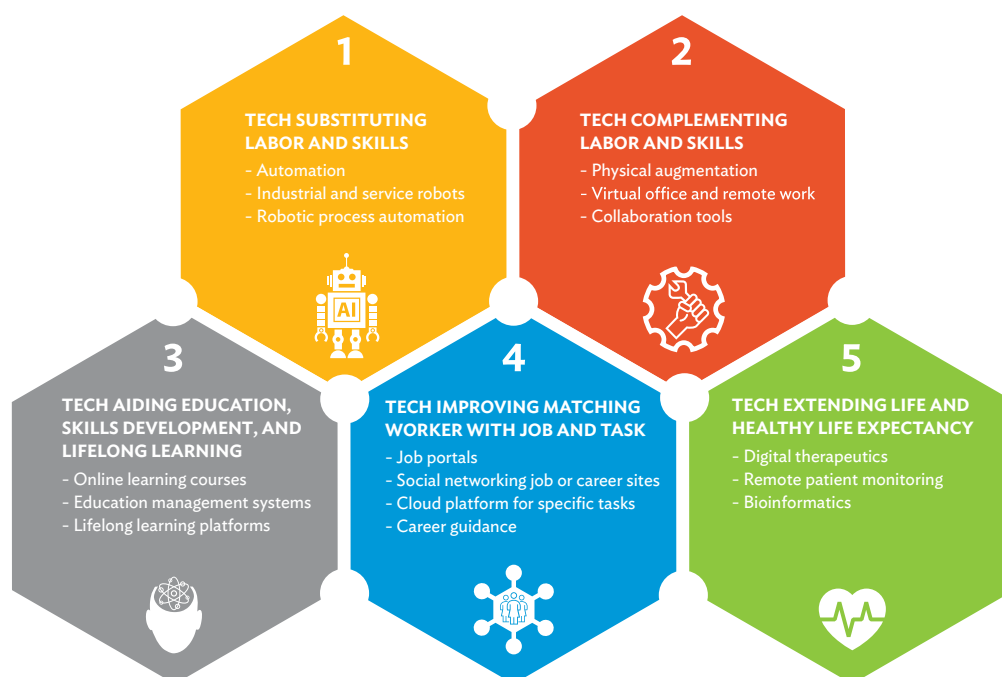 1
TECH SUBSTITUTING
LABOR AND SKILLS
- Automation
- Industrial and service robots
- Robotic process automation
AI
2
TECH COMPLEMENTING
LABOR AND SKILLS
- Physical augmentation
- Virtual office and remote work
- Collaboration tools
3
TECH AIDING EDUCATION,
SKILLS DEVELOPMENT, AND
LIFELONG LEARNING
- Online learning courses
- Education management systems
- Lifelong learning platforms
4
TECH IMPROVING MATCHING
WORKER WITH JOB AND TASK
- Job portals
- Social networking job or career sites
- Cloud platform for specific tasks
- Career guidance
5
TECH EXTENDING LIFE AND
HEALTHY LIFE EXPECTANCY
- Digital therapeutics
- Remote patient monitoring
- Bioinformatics